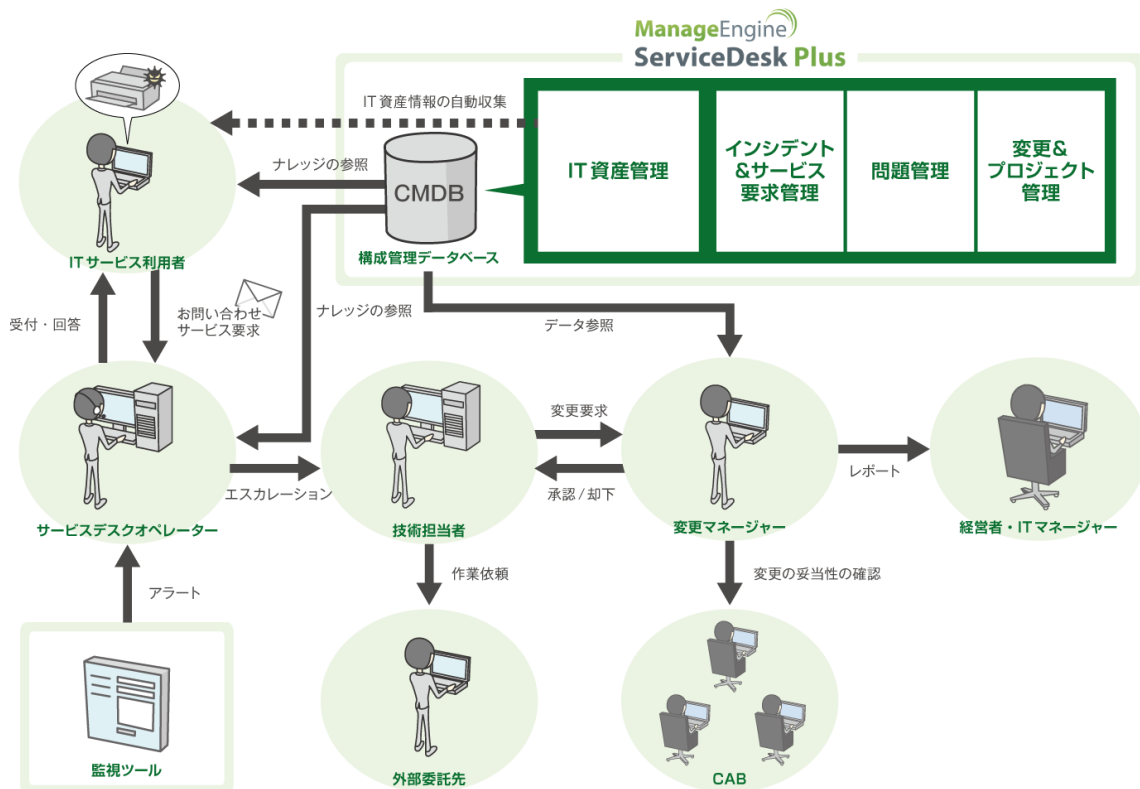 ManageEngine
ServiceDesk Plus
IT資産情報の自動収集
ナレッジの参照
CMDB
構成管理データベース
IT資産管理
インシデント
&サービス
要求管理
問題管理
変更&
プロジェクト
管理
ITサービス利用者
受付・回答
お問い合わせ
サービス要求
ナレッジの参照
データ参照
サービスデスクオペレーター
エスカレーション
技術担当者
変更要求
承認/却下
変更マネージャー
レポート
経営者・ITマネージャー
アラート
作業依頼
変更の妥当性の確認
監視ツール
外部委託先
CAB